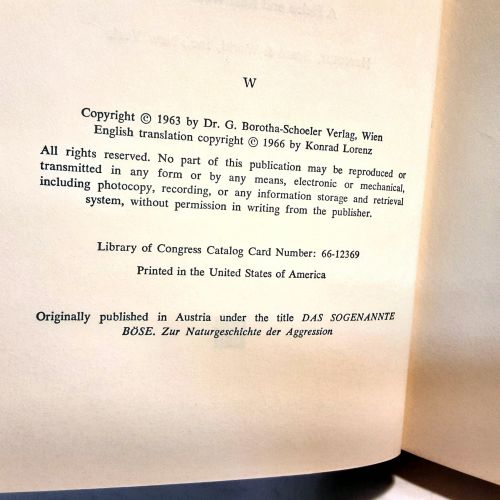 W
Copyright © 1963 by Dr. G. Borotha-Schoeler Verlag, Wien
English translation copyright © 1966 by Konrad Lorenz
All rights reserved. No part of this publication may be reproduced or
transmitted in any form or by any means, electronic or mechanical,
including photocopy, recording, or any information storage and retrieval
system, without permission in writing from the publisher.
Library of Congress Catalog Card Number: 66-12369
Printed in the United States of America
Originally published in Austria under the title DAS SOGENANNTE
BÖSE. Zur Naturgeschichte der Aggression